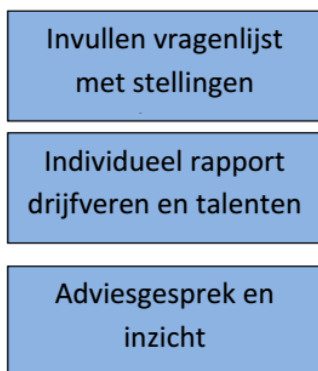 Invullen vragenlijst
met stellingen
Individueel rapport
drijfveren en talenten
Adviesgesprek en
inzicht